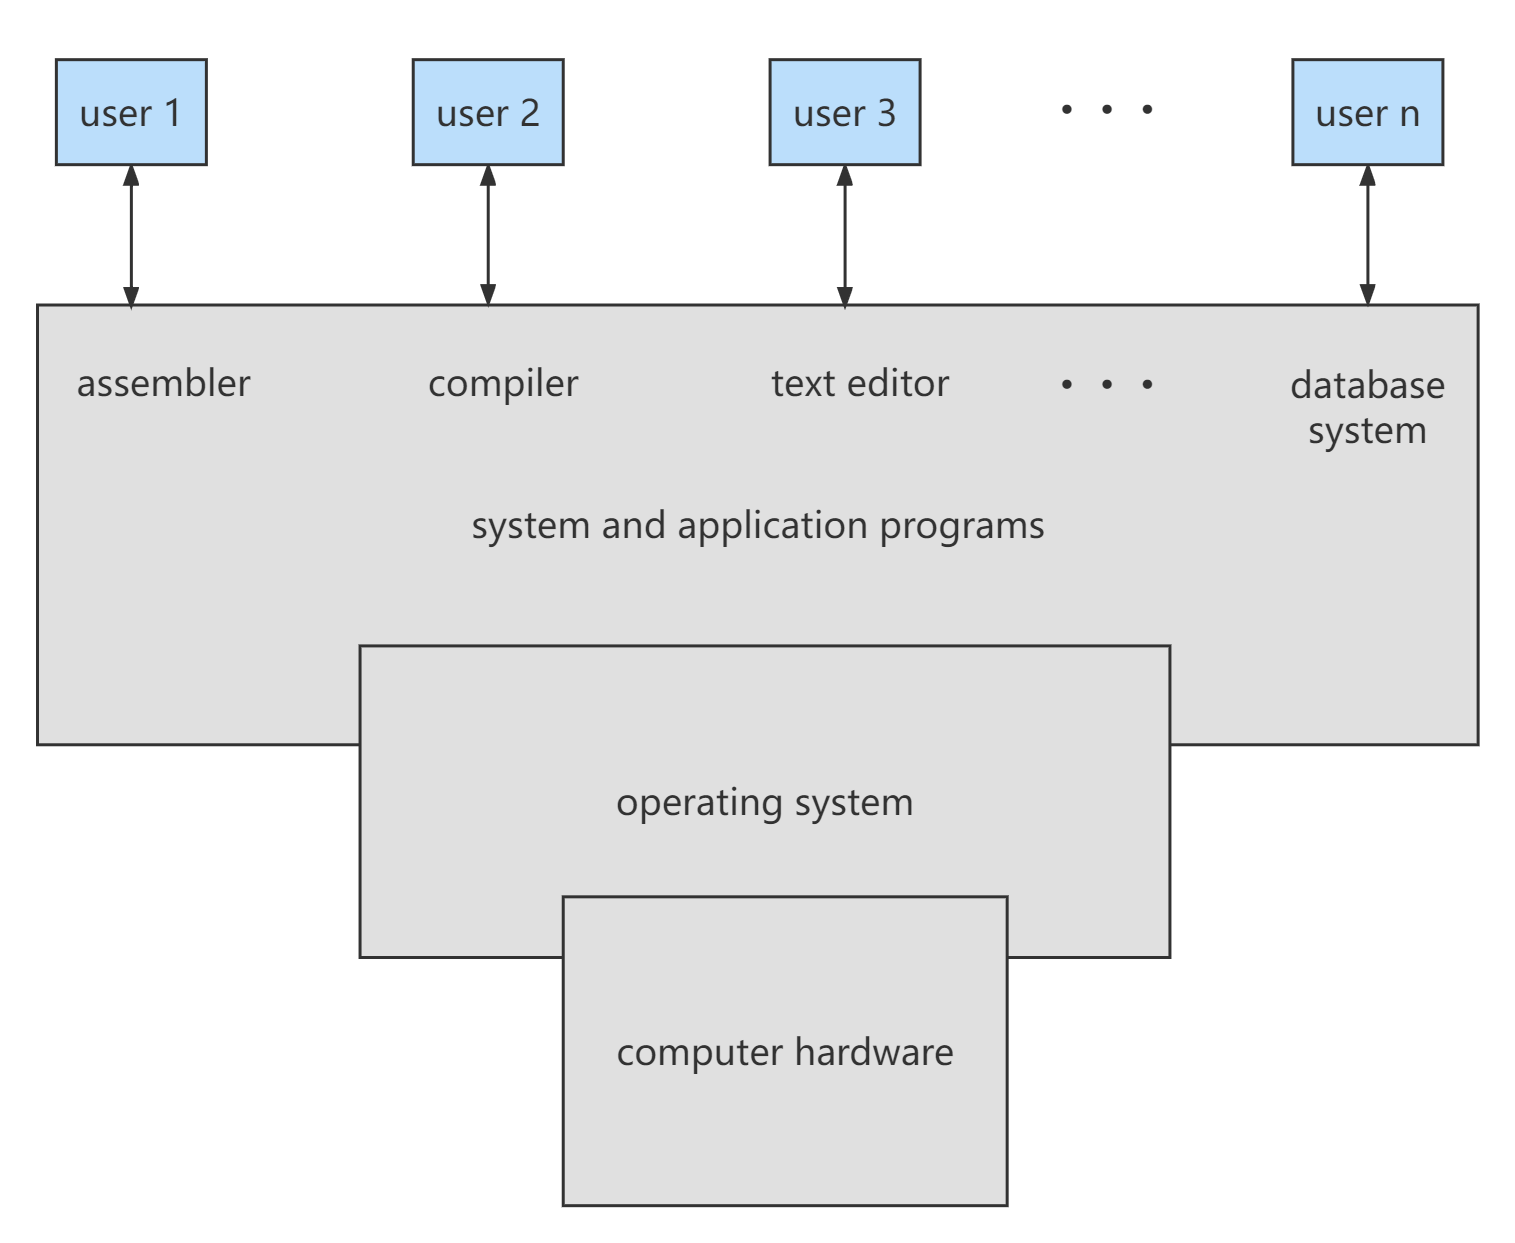 user 1
user 2
user 3
. . .
user n
assembler
compiler
text editor
. . .
database
system
system and application programs
operating system
computer hardware